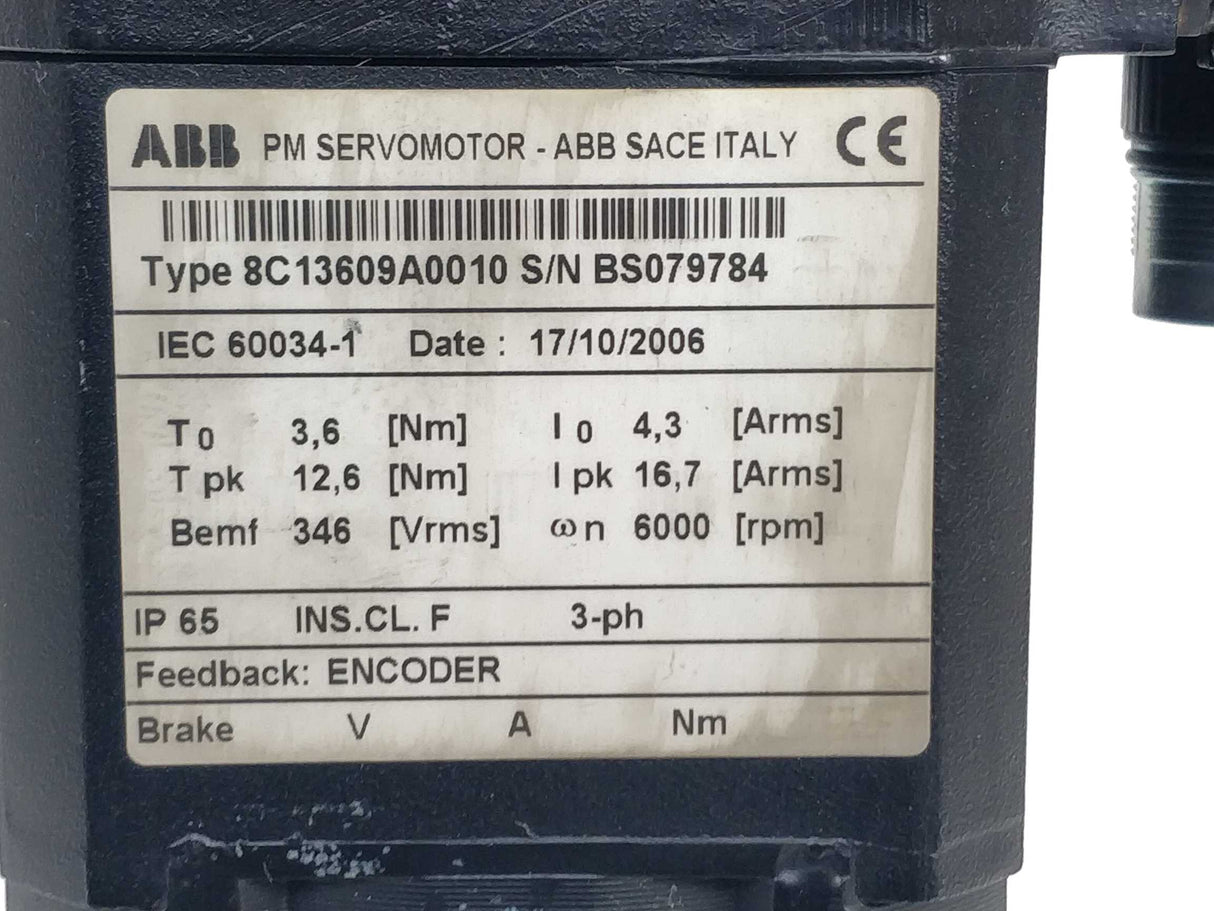 ABB PM SERVOMOTOR - ABB SACE ITALY CE
Type 8C13609A0010 S/N BS079784
IEC 60034-1 Date : 17/10/2006
T0 3,6 [Nm] I0 4,3 [Arms]
T pk 12,6 [Nm] I pk 16,7 [Arms]
Bemf 346 [Vrms] ωn 6000 [rpm]
IP 65 INS.CL. F 3-ph
Feedback: ENCODER
Brake V A Nm